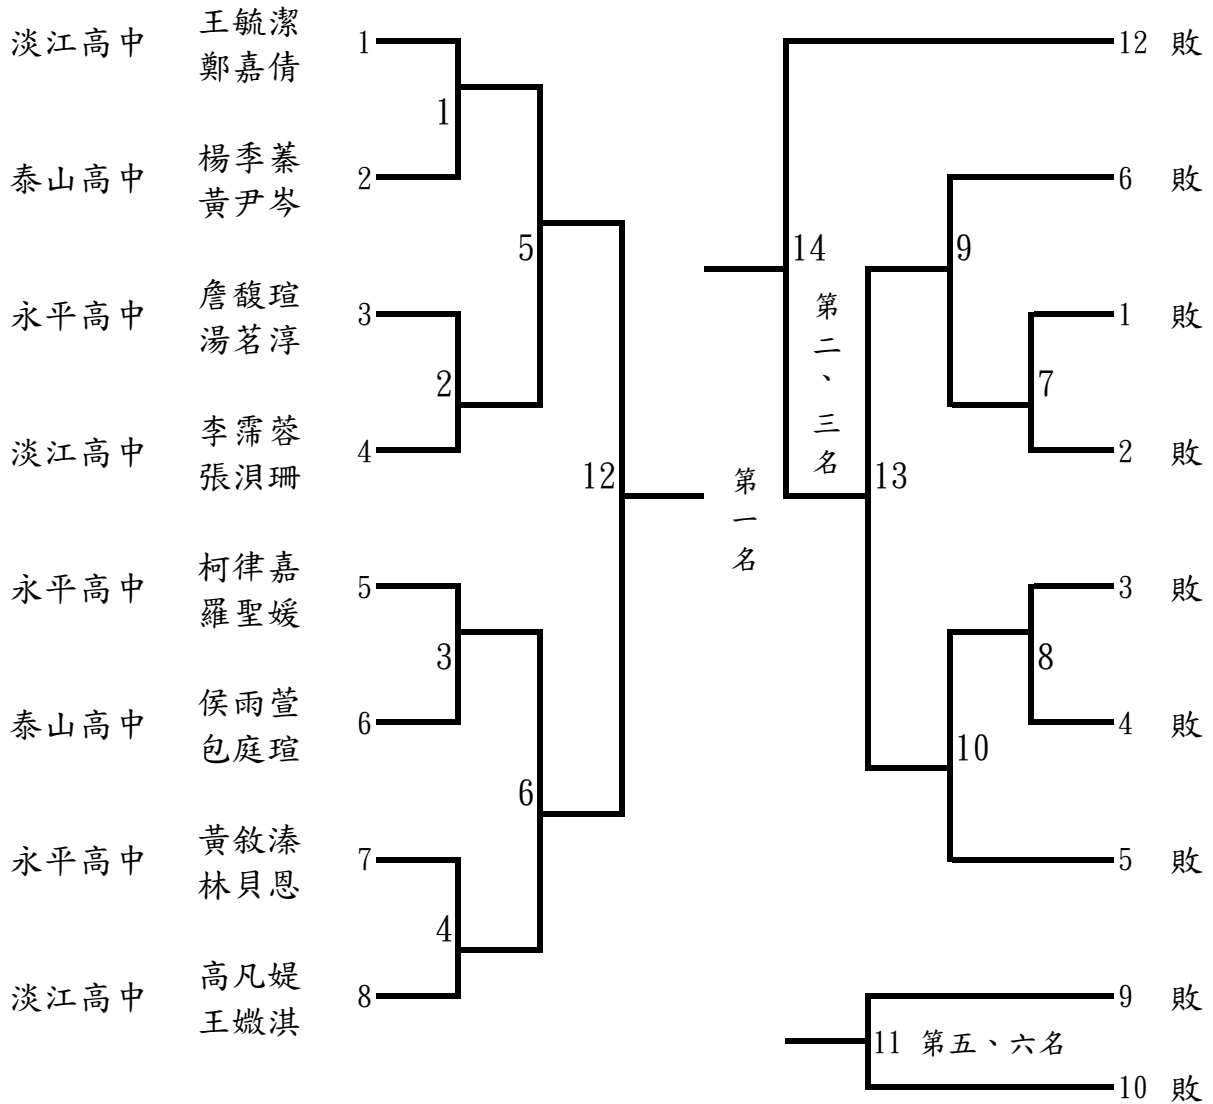 淡江高中 王毓潔 鄭嘉倩 1
1
泰山高中 楊季蓁 黃尹岑 2
5
永平高中 詹馥瑄 湯茗淳 3
2
淡江高中 李霈蓉 張浿珊 4
12
第一名
永平高中 柯律嘉 羅聖媛 5
3
泰山高中 侯雨萱 包庭瑄 6
6
永平高中 黃敘溱 林貝恩 7
4
淡江高中 高凡媞 王媺淇 8
12 敗
6 敗
14
第二、三名
9
1 敗
7
2 敗
13
3 敗
8
4 敗
10
5 敗
9 敗
11 第五、六名
10 敗